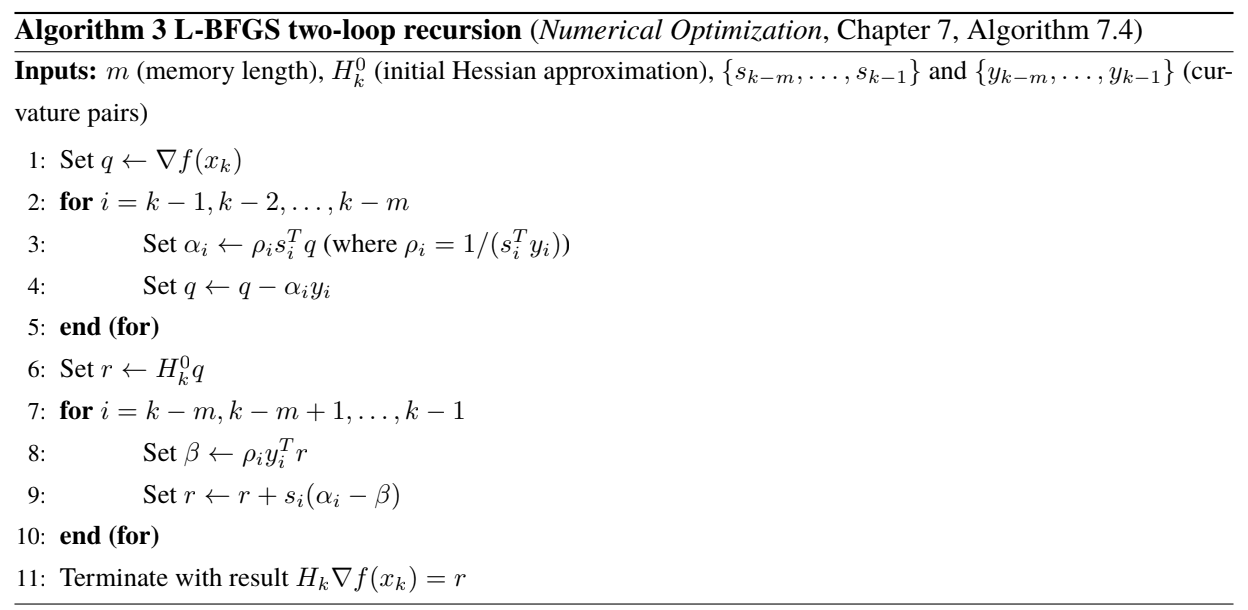 Algorithm 3 L-BFGS two-loop recursion (Numerical Optimization, Chapter 7, Algorithm 7.4)
Inputs: $m$ (memory length), $H_k^0$ (initial Hessian approximation), $\{s_{k-m}, \ldots, s_{k-1}\}$ and $\{y_{k-m}, \ldots, y_{k-1}\}$ (cur-
vature pairs)
1: Set $q \leftarrow \nabla f(x_k)$
2: for $i = k-1, k-2, \ldots, k-m$
3: Set $\alpha_i \leftarrow \rho_i s_i^T q$ (where $\rho_i = 1/(s_i^T y_i)$)
4: Set $q \leftarrow q - \alpha_i y_i$
5: end (for)
6: Set $r \leftarrow H_k^0 q$
7: for $i = k-m, k-m+1, \ldots, k-1$
8: Set $\beta \leftarrow \rho_i y_i^T r$
9: Set $r \leftarrow r + s_i(\alpha_i - \beta)$
10: end (for)
11: Terminate with result $H_k \nabla f(x_k) = r$